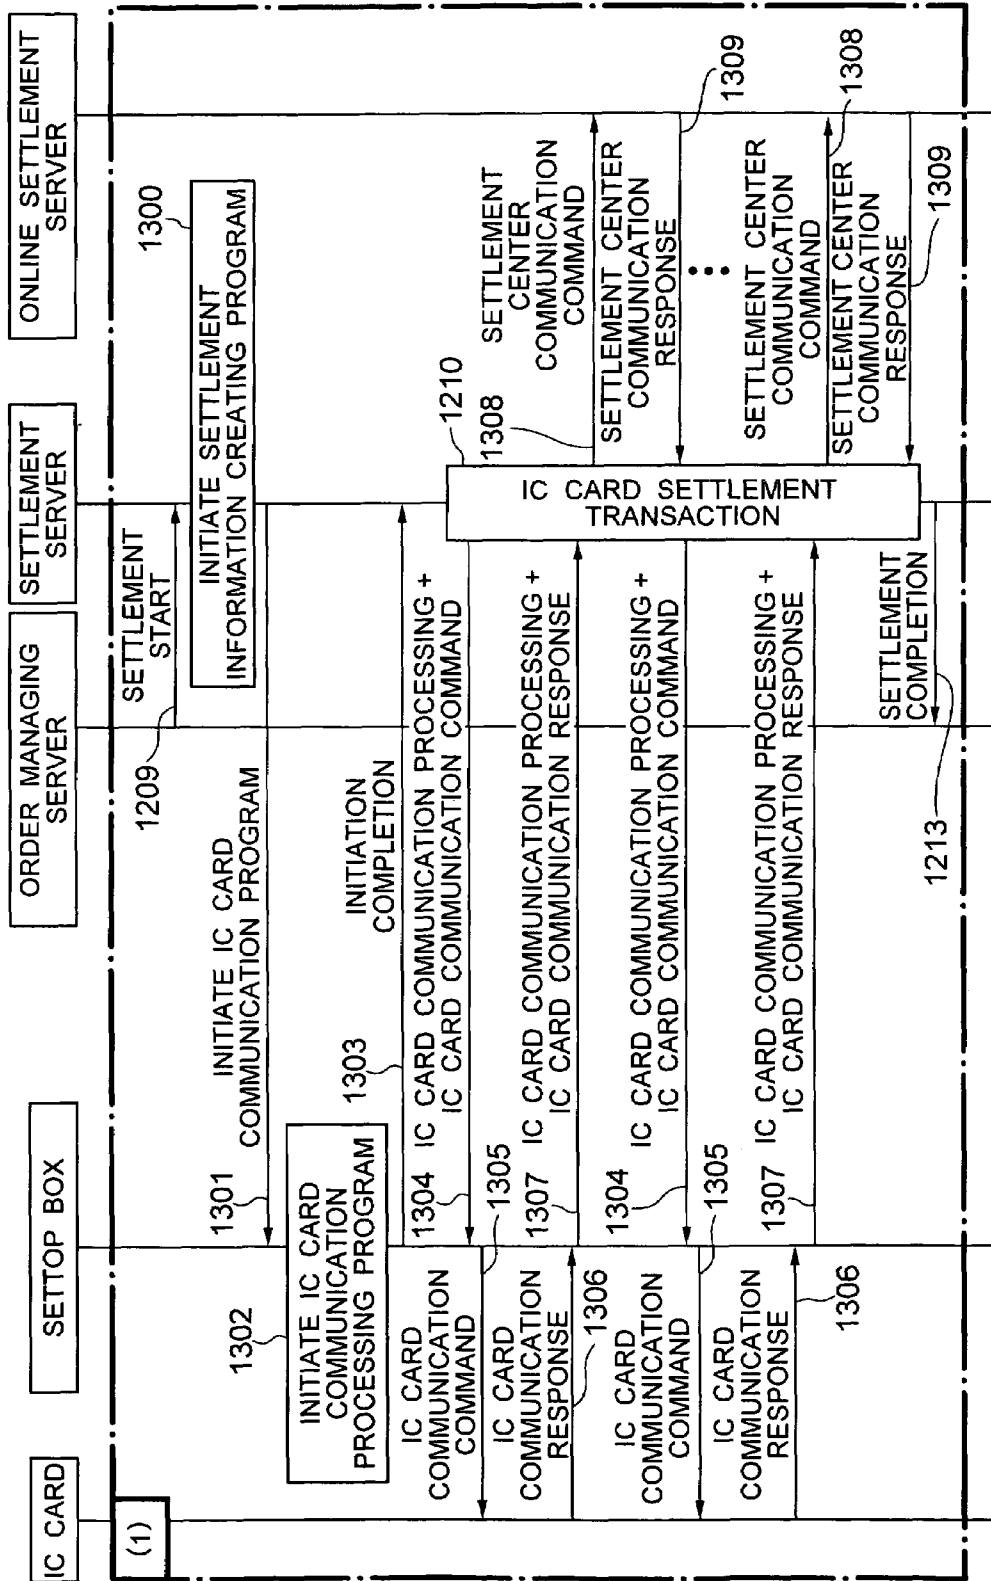 IC CARD
SETTOP BOX
ORDER MANAGING
SERVER
SETTLEMENT
SERVER
ONLINE SETTLEMENT
SERVER
(1)
SETTLEMENT
START
1209
1300
INITIATE SETTLEMENT
INFORMATION CREATING PROGRAM
INITIATE IC CARD
COMMUNICATION PROGRAM
1301
1302
INITIATE IC CARD
COMMUNICATION
PROCESSING PROGRAM
INITIATION
COMPLETION
1303
1210
IC CARD SETTLEMENT
TRANSACTION
IC CARD COMMUNICATION PROCESSING +
IC CARD COMMUNICATION COMMAND
1304
IC CARD
COMMUNICATION
COMMAND
1305
IC CARD
COMMUNICATION
RESPONSE
1306
IC CARD COMMUNICATION PROCESSING +
IC CARD COMMUNICATION RESPONSE
1307
SETTLEMENT
CENTER
COMMUNICATION
COMMAND
1308
SETTLEMENT CENTER
COMMUNICATION
RESPONSE
1309
IC CARD COMMUNICATION PROCESSING +
IC CARD COMMUNICATION COMMAND
1304
IC CARD
COMMUNICATION
COMMAND
1305
IC CARD
COMMUNICATION
RESPONSE
1306
IC CARD COMMUNICATION PROCESSING +
IC CARD COMMUNICATION RESPONSE
1307
SETTLEMENT CENTER
COMMUNICATION
COMMAND
1308
SETTLEMENT CENTER
COMMUNICATION
RESPONSE
1309
SETTLEMENT
COMPLETION
1213